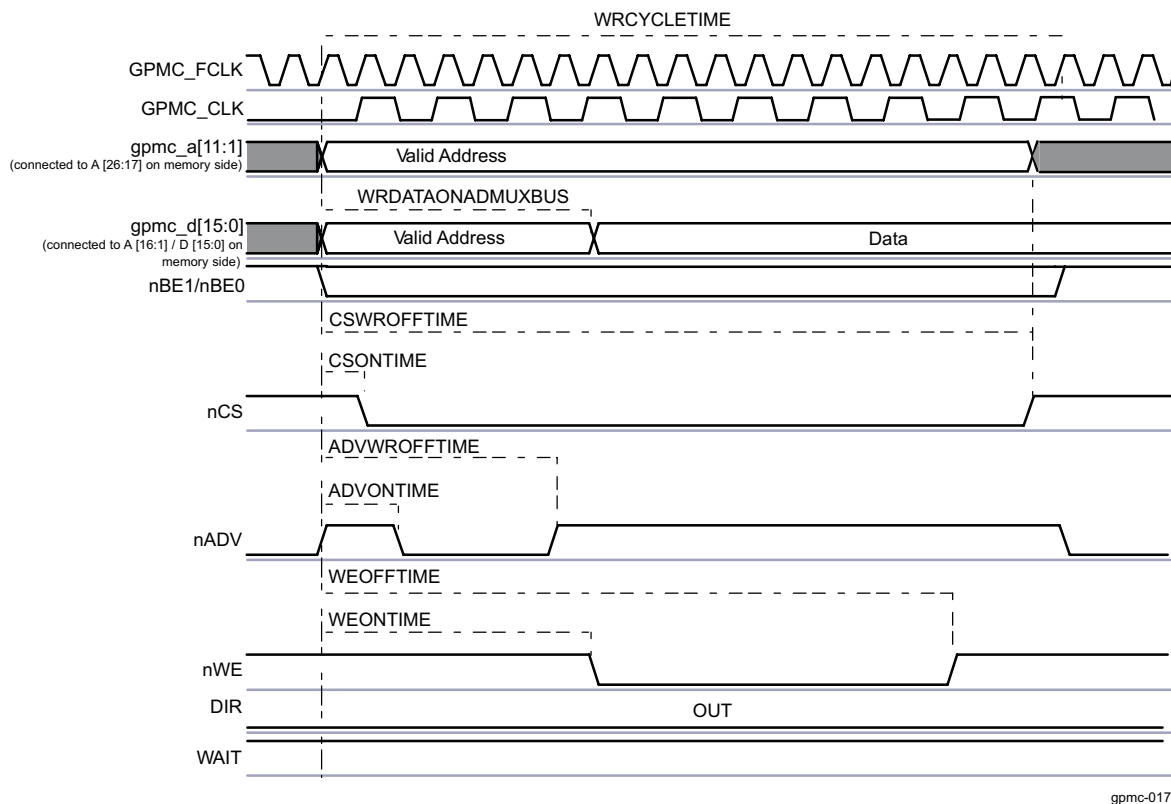 WRCYCLETIME
GPMC_FCLK
GPMC_CLK
gpmc_a[11:1]
(connected to A [26:17] on memory side)
Valid Address
WRDATAONADMUXBUS
gpmc_d[15:0]
(connected to A [16:1] / D [15:0] on
memory side)
Valid Address
Data
nBE1/nBE0
CSWROFFTIME
CSONTIME
nCS
ADVWROFFTIME
ADVONTIME
nADV
WEOFFTIME
WEONTIME
nWE
DIR
OUT
WAIT
gpmc-017